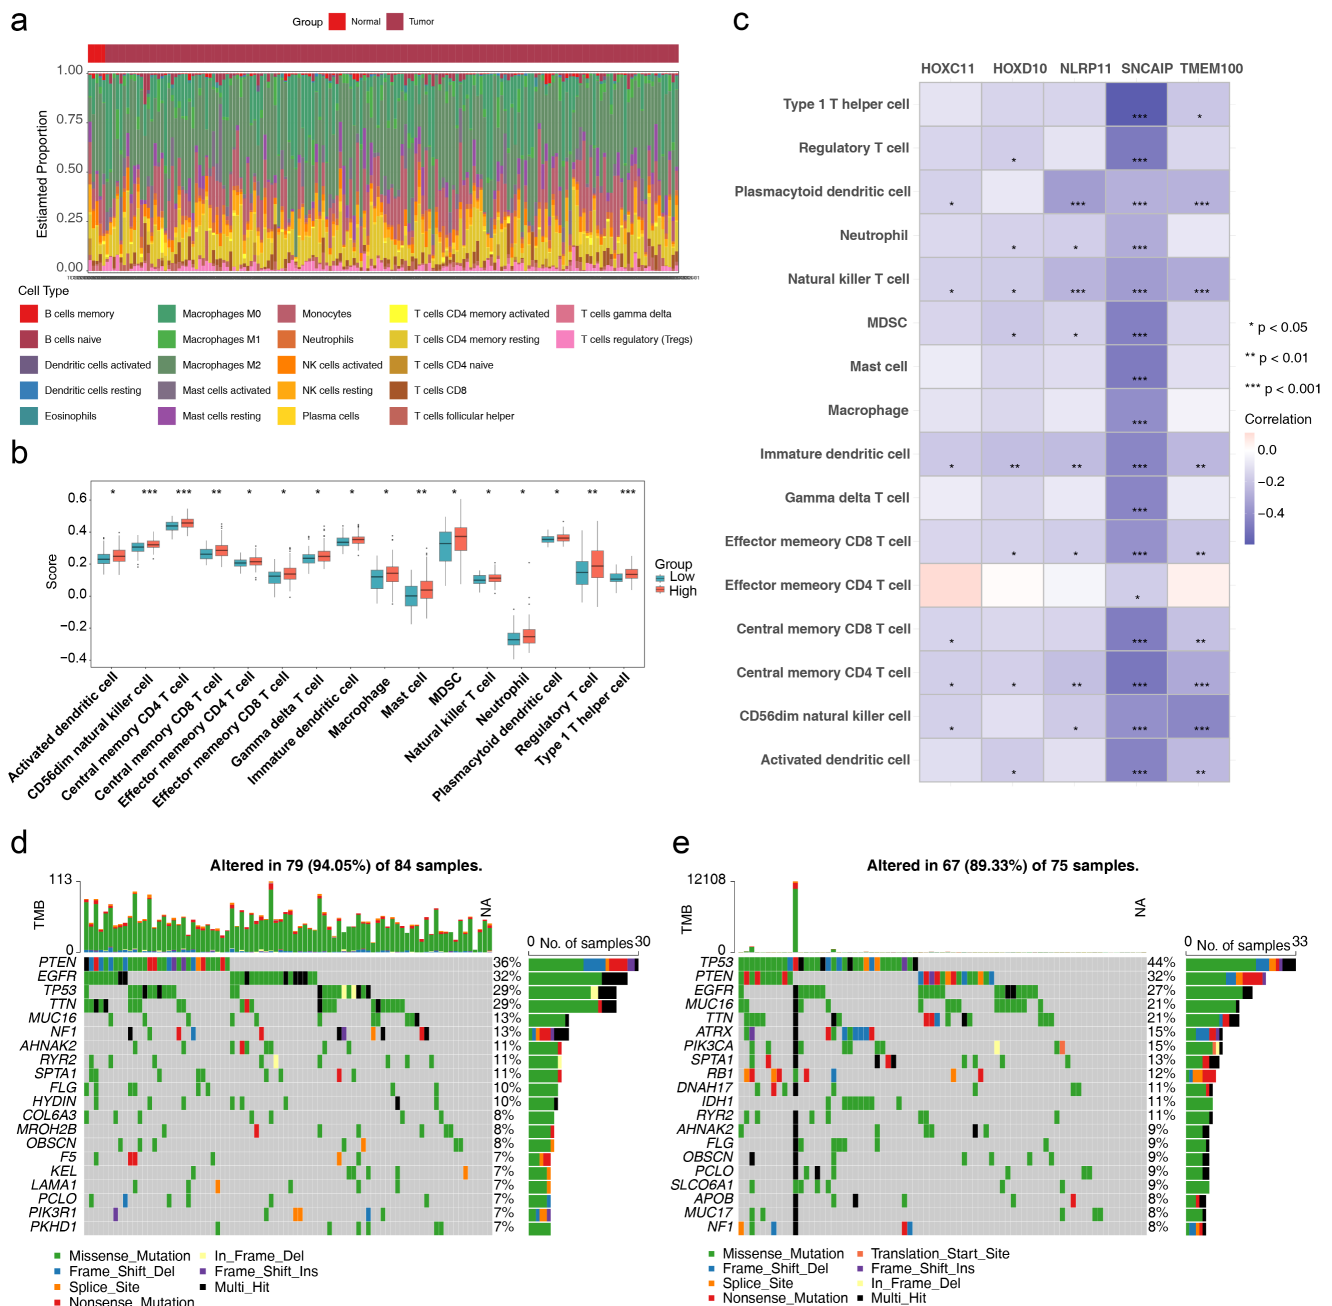 a
Group Normal Tumor
1.00
0.75
0.50
0.25
0.00
Estiamted Proportion
Cell Type
B cells memory
B cells naive
Dendritic cells activated
Dendritic cells resting
Eosinophils
Macrophages M0
Macrophages M1
Macrophages M2
Mast cells activated
Mast cells resting
Monocytes
Neutrophils
NK cells activated
NK cells resting
Plasma cells
T cells CD4 memory activated
T cells CD4 memory resting
T cells CD4 naive
T cells CD8
T cells follicular helper
T cells gamma delta
T cells regulatory (Tregs)
b
* *** *** ** * * * * * ** * * * * ** ***
0.6
0.4
0.2
0.0
−0.2
−0.4
Score
Group
Low
High
Activated dendritic cell
CD56dim natural killer cell
Central memory CD4 T cell
Central memory CD8 T cell
Effector memory CD4 T cell
Effector memory CD8 T cell
Gamma delta T cell
Immature dendritic cell
Macrophage
Mast cell
MDSC
Natural killer T cell
Neutrophil
Plasmacytoid dendritic cell
Regulatory T cell
Type 1 T helper cell
c
HOXC11 HOXD10 NLRP11 SNCAIP TMEM100
Type 1 T helper cell *** *
Regulatory T cell * ***
Plasmacytoid dendritic cell * *** *** ***
Neutrophil * * ***
Natural killer T cell * * *** *** ***
MDSC * * ***
Mast cell ***
Macrophage ***
Immature dendritic cell * ** ** *** **
Gamma delta T cell ***
Effector memeory CD8 T cell * * *** **
Effector memeory CD4 T cell *
Central memory CD8 T cell * *** **
Central memory CD4 T cell * * ** *** ***
CD56dim natural killer cell * * *** ***
Activated dendritic cell * *** **
* p < 0.05
** p < 0.01
*** p < 0.001
Correlation
0.0
−0.2
−0.4
d
Altered in 79 (94.05%) of 84 samples.
113
0
TMB
NA
0 No. of samples 30
PTEN 36%
EGFR 32%
TP53 29%
TTN 29%
MUC16 13%
NF1 13%
AHNAK2 11%
RYR2 11%
SPTA1 11%
FLG 10%
HYDIN 10%
COL6A3 8%
MROH2B 8%
OBSCN 8%
F5 7%
KEL 7%
LAMA1 7%
PCLO 7%
PIK3R1 7%
PKHD1 7%
Missense_Mutation
Frame_Shift_Del
Splice_Site
Nonsense_Mutation
In_Frame_Del
Frame_Shift_Ins
Multi_Hit
e
Altered in 67 (89.33%) of 75 samples.
12108
0
TMB
NA
0 No. of samples 33
TP53 44%
PTEN 32%
EGFR 27%
MUC16 21%
TTN 21%
ATRX 15%
PIK3CA 15%
SPTA1 13%
RB1 12%
DNAH17 11%
IDH1 11%
RYR2 11%
AHNAK2 9%
FLG 9%
OBSCN 9%
PCLO 9%
SLCO6A1 9%
APOB 8%
MUC17 8%
NF1 8%
Missense_Mutation
Frame_Shift_Del
Splice_Site
Nonsense_Mutation
Translation_Start_Site
Frame_Shift_Ins
In_Frame_Del
Multi_Hit